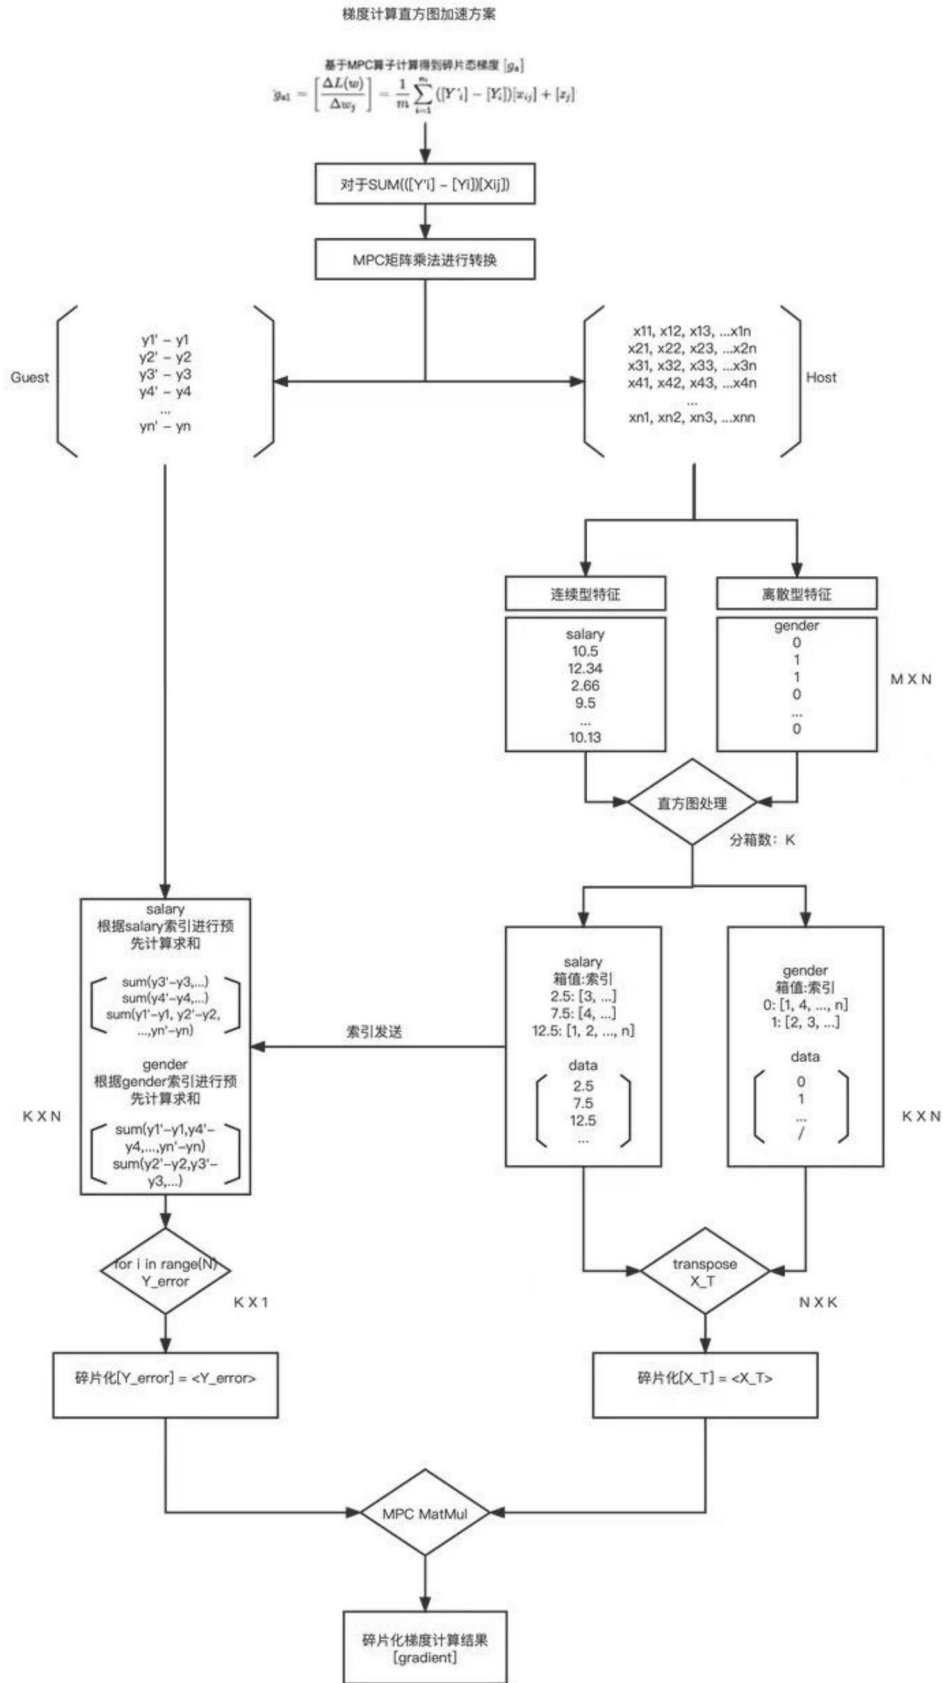 梯度计算直方图加速方案
基于MPC算子计算得到碎片态梯度 [gₐ]
gₐ₁ = [ΔL(w)/Δwⱼ] = 1/m ∑ᵢ₌₁ᵐ ([Y'ᵢ] − [Yᵢ])[xᵢⱼ] + [zⱼ]
对于SUM(([Y'i] - [Yi])[Xij])
MPC矩阵乘法进行转换
Guest
y1' - y1
y2' - y2
y3' - y3
y4' - y4
...
yn' - yn
x11, x12, x13, ...x1n
x21, x22, x23, ...x2n
x31, x32, x33, ...x3n
x41, x42, x43, ...x4n
...
xn1, xn2, xn3, ...xnn
Host
连续型特征
离散型特征
salary
10.5
12.34
2.66
9.5
...
10.13
gender
0
1
1
0
...
0
M X N
直方图处理
分箱数：K
salary
根据salary索引进行预
先计算求和
sum(y3'-y3,...)
sum(y4'-y4,...)
sum(y1'-y1, y2'-y2,
...,yn'-yn)
gender
根据gender索引进行预
先计算求和
sum(y1'-y1,y4'-
y4,...,yn'-yn)
sum(y2'-y2,y3'-
y3,...)
K X N
索引发送
salary
箱值:索引
2.5: [3, ...]
7.5: [4, ...]
12.5: [1, 2, ..., n]
data
2.5
7.5
12.5
...
gender
箱值:索引
0: [1, 4, ..., n]
1: [2, 3, ...]
data
0
1
...
/
K X N
for i in range(N)
Y_error
K X 1
transpose
X_T
N X K
碎片化[Y_error] = <Y_error>
碎片化[X_T] = <X_T>
MPC MatMul
碎片化梯度计算结果
[gradient]